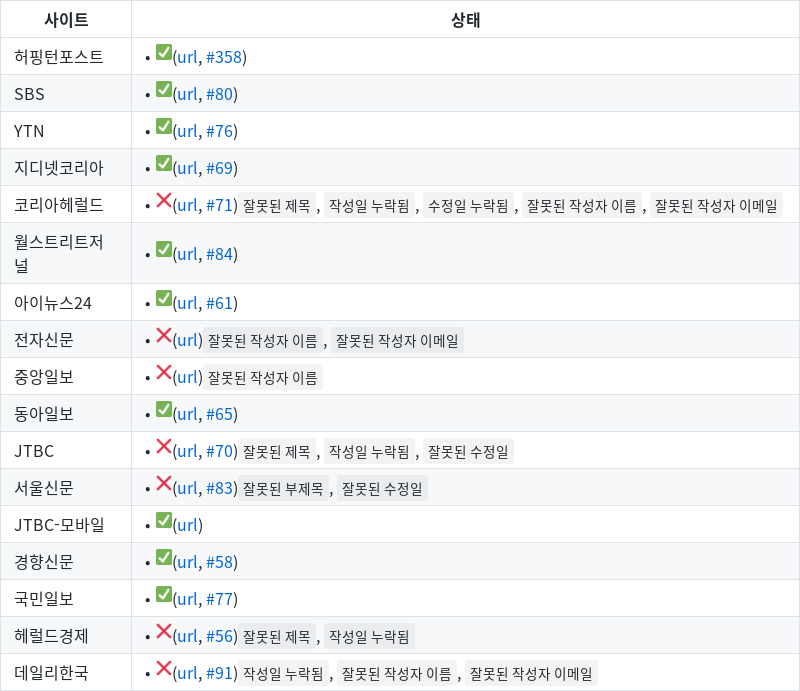 사이트 상태
허핑턴포스트 • ✅(url, #358)
SBS • ✅(url, #80)
YTN • ✅(url, #76)
지디넷코리아 • ✅(url, #69)
코리아헤럴드 • ❌(url, #71) 잘못된 제목 , 작성일 누락됨 , 수정일 누락됨 , 잘못된 작성자 이름 , 잘못된 작성자 이메일
월스트리트저
널 • ✅(url, #84)
아이뉴스24 • ✅(url, #61)
전자신문 • ❌(url) 잘못된 작성자 이름 , 잘못된 작성자 이메일
중앙일보 • ❌(url) 잘못된 작성자 이름
동아일보 • ✅(url, #65)
JTBC • ❌(url, #70) 잘못된 제목 , 작성일 누락됨 , 잘못된 수정일
서울신문 • ❌(url, #83) 잘못된 부제목 , 잘못된 수정일
JTBC-모바일 • ✅(url)
경향신문 • ✅(url, #58)
국민일보 • ✅(url, #77)
헤럴드경제 • ❌(url, #56) 잘못된 제목 , 작성일 누락됨
데일리한국 • ❌(url, #91) 작성일 누락됨 , 잘못된 작성자 이름 , 잘못된 작성자 이메일